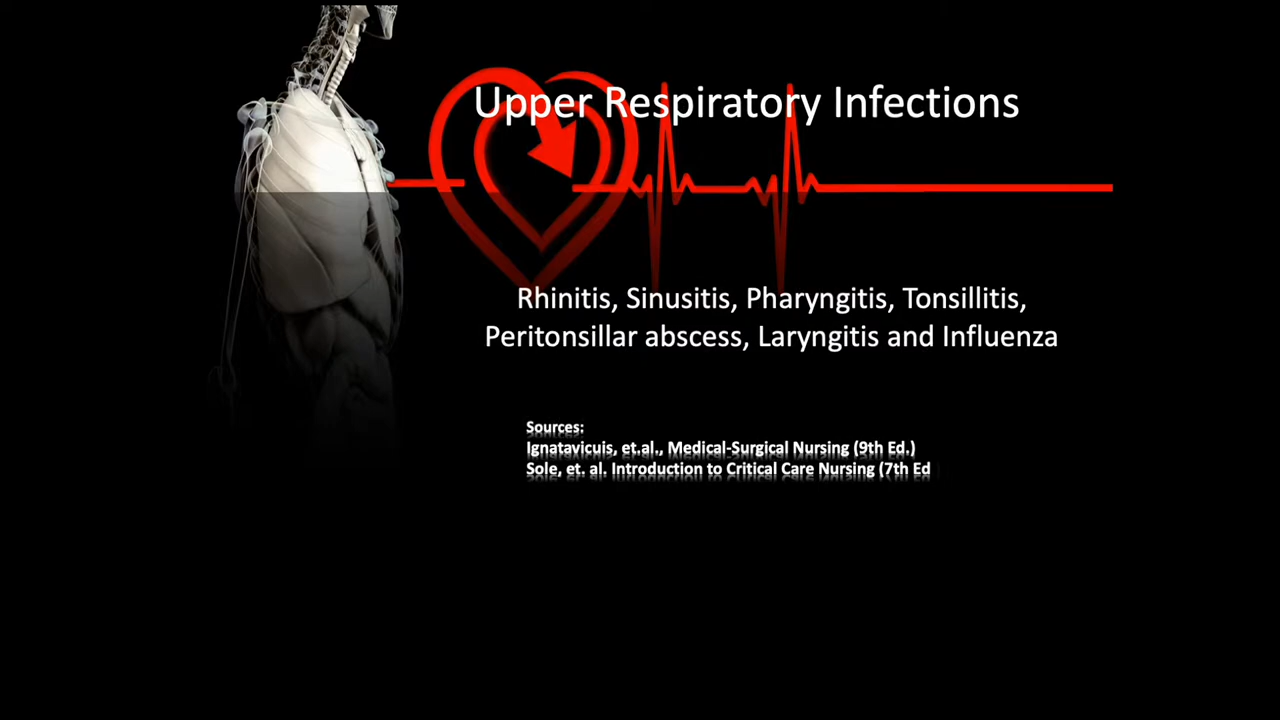 Upper Respiratory Infections
Rhinitis, Sinusitis, Pharyngitis, Tonsillitis,
Peritonsillar abscess, Laryngitis and Influenza
Sources:
Ignatavicuis, et.al., Medical-Surgical Nursing (9th Ed.)
Sole, et. al. Introduction to Critical Care Nursing (7th Ed